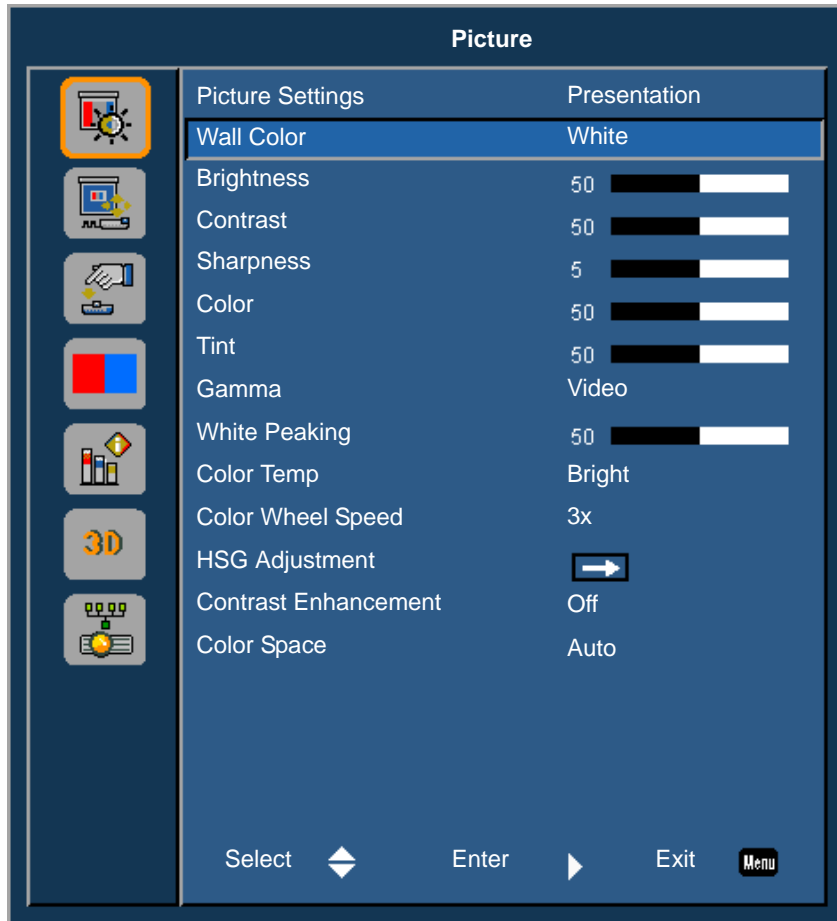 Picture
Picture Settings Presentation
Wall Color White
Brightness 50
Contrast 50
Sharpness 5
Color 50
Tint 50
Gamma Video
White Peaking 50
Color Temp Bright
Color Wheel Speed 3x
3D
HSG Adjustment
Contrast Enhancement Off
Color Space Auto
Select Enter Exit Menu